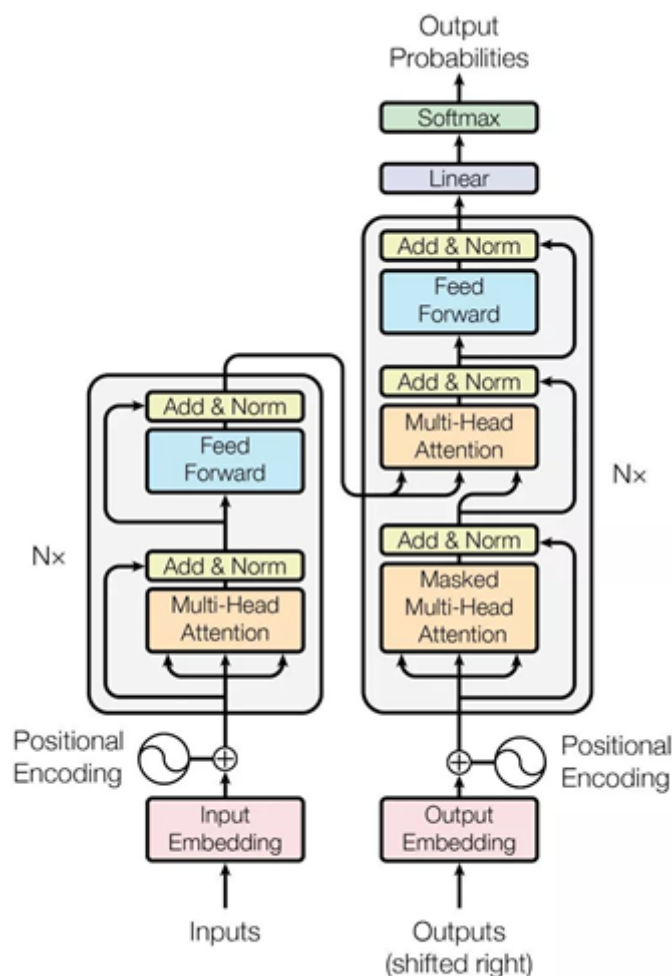 Output
Probabilities
Softmax
Linear
Add & Norm
Feed
Forward
Add & Norm
Multi-Head
Attention
Nx
Add & Norm
Masked
Multi-Head
Attention
Add & Norm
Feed
Forward
Nx
Add & Norm
Multi-Head
Attention
Positional
Encoding
Positional
Encoding
Input
Embedding
Output
Embedding
Inputs
Outputs
(shifted right)